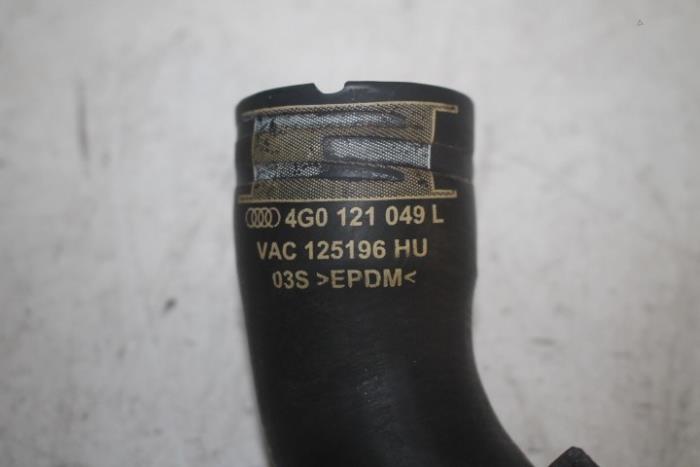 4G0 121 049 L
VAC 125196 HU
03S >EPDM<